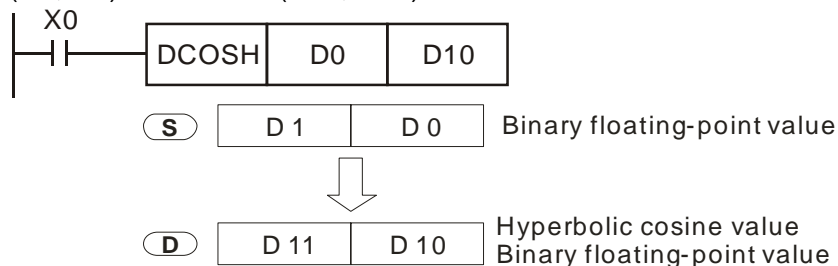 X0
DCOSH D0 D10
S D 1 D 0 Binary floating-point value
Hyperbolic cosine value
D D 11 D 10 Binary floating-point value